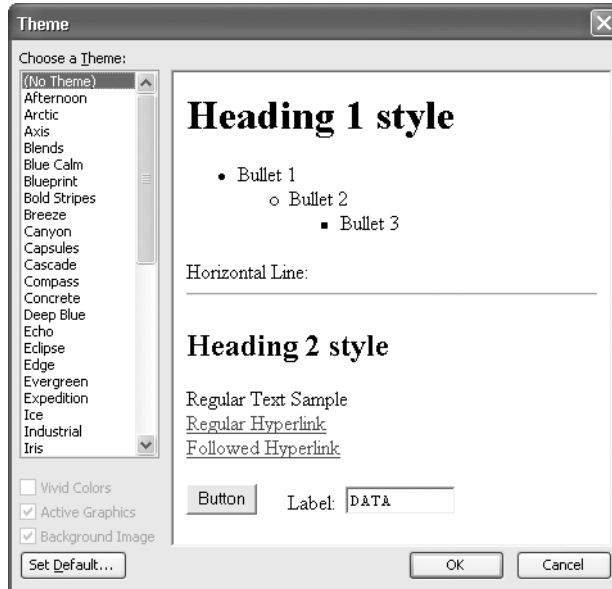 Theme
Choose a Theme:
(No Theme)
Afternoon
Arctic
Axis
Blends
Blue Calm
Blueprint
Bold Stripes
Breeze
Canyon
Capsules
Cascade
Compass
Concrete
Deep Blue
Echo
Eclipse
Edge
Evergreen
Expedition
Ice
Industrial
Iris
Vivid Colors
Active Graphics
Background Image
Set Default...
Heading 1 style
Bullet 1
Bullet 2
Bullet 3
Horizontal Line:
Heading 2 style
Regular Text Sample
Regular Hyperlink
Followed Hyperlink
Button Label: DATA
OK Cancel